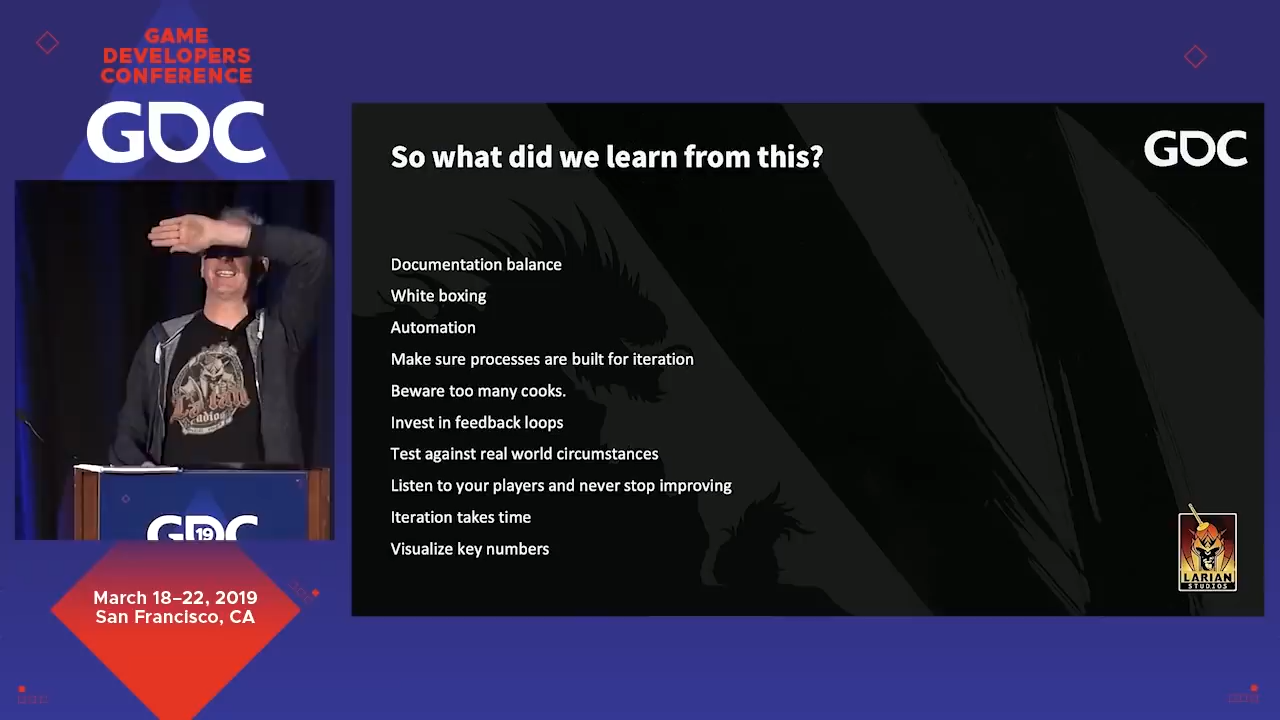 GAME
DEVELOPERS
CONFERENCE
GDC
GDC
19
March 18–22, 2019
San Francisco, CA
So what did we learn from this?
GDC
Documentation balance
White boxing
Automation
Make sure processes are built for iteration
Beware too many cooks.
Invest in feedback loops
Test against real world circumstances
Listen to your players and never stop improving
Iteration takes time
Visualize key numbers
LARIAN
STUDIOS